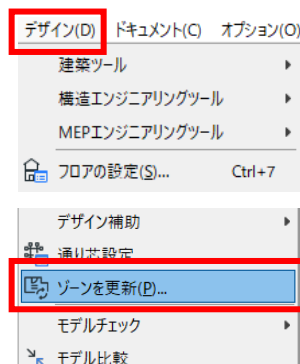 デザイン(D) ドキュメント(C) オプション(O)
建築ツール
構造エンジニアリングツール
MEPエンジニアリングツール
フロアの設定(S)... Ctrl+7
デザイン補助
通り芯設定
ゾーンを更新(P)...
モデルチェック
モデル比較